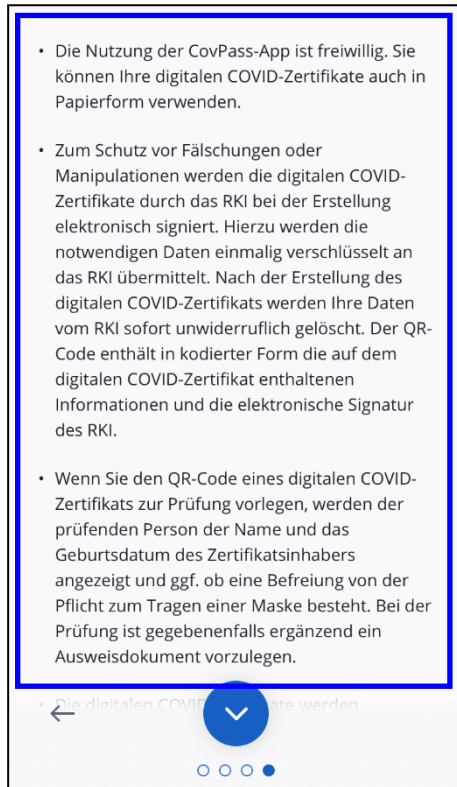 • Die Nutzung der CovPass-App ist freiwillig. Sie
können Ihre digitalen COVID-Zertifikate auch in
Papierform verwenden.
• Zum Schutz vor Fälschungen oder
Manipulationen werden die digitalen COVID-
Zertifikate durch das RKI bei der Erstellung
elektronisch signiert. Hierzu werden die
notwendigen Daten einmalig verschlüsselt an
das RKI übermittelt. Nach der Erstellung des
digitalen COVID-Zertifikats werden Ihre Daten
vom RKI sofort unwiderruflich gelöscht. Der QR-
Code enthält in kodierter Form die auf dem
digitalen COVID-Zertifikat enthaltenen
Informationen und die elektronische Signatur
des RKI.
• Wenn Sie den QR-Code eines digitalen COVID-
Zertifikats zur Prüfung vorlegen, werden der
prüfenden Person der Name und das
Geburtsdatum des Zertifikatsinhabers
angezeigt und ggf. ob eine Befreiung von der
Pflicht zum Tragen einer Maske besteht. Bei der
Prüfung ist gegebenenfalls ergänzend ein
Ausweisdokument vorzulegen.
• Die digitalen werden